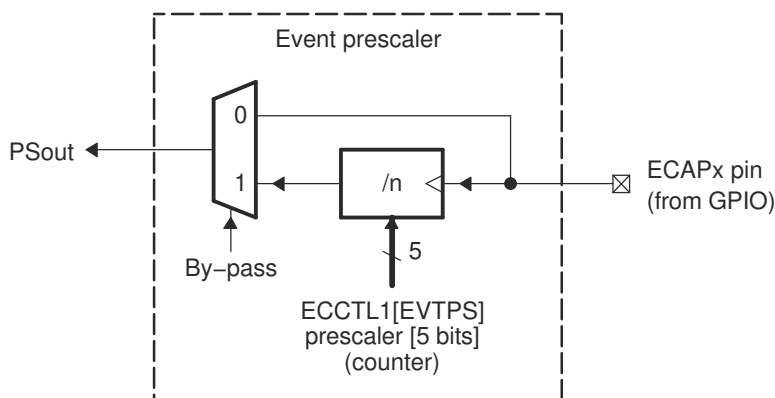 Event prescaler
0
PSout
1
/n
ECAPx pin
(from GPIO)
5
By−pass
ECCTL1[EVTPS]
prescaler [5 bits]
(counter)